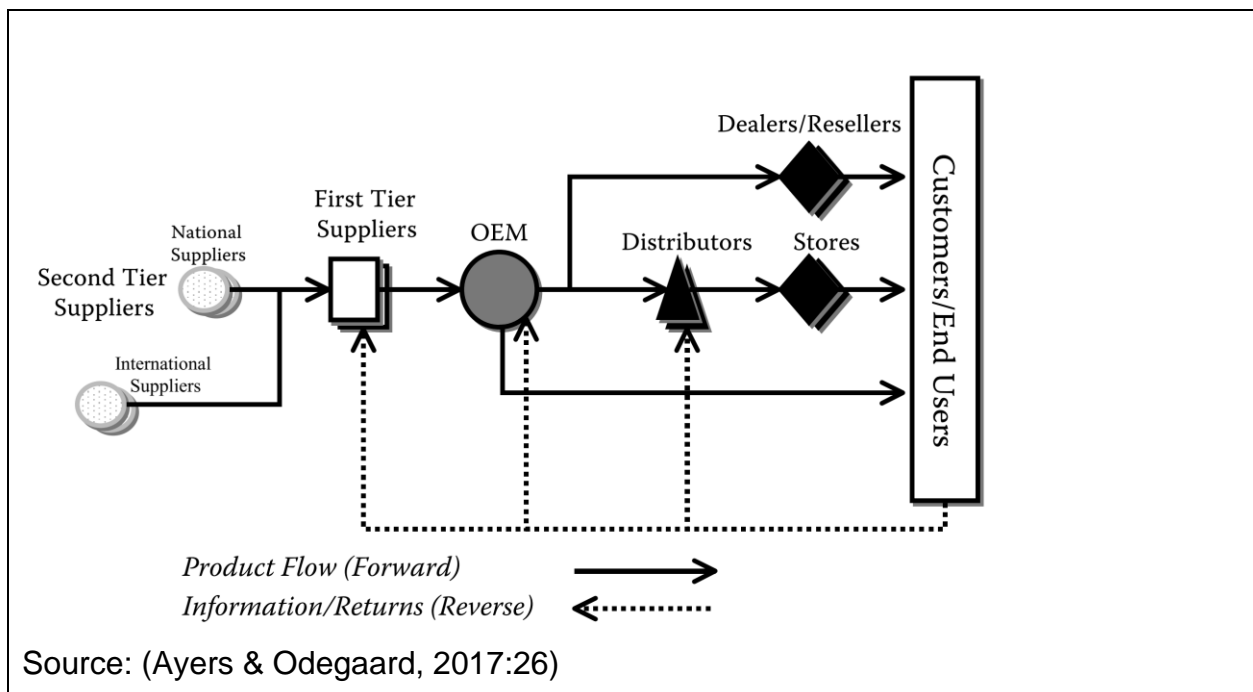 Dealers/Resellers
First Tier
Suppliers
OEM
National
Suppliers
Distributors
Stores
Second Tier
Suppliers
International
Suppliers
Customers/End Users
Product Flow (Forward)
Information/Returns (Reverse)
Source: (Ayers & Odegaard, 2017:26)